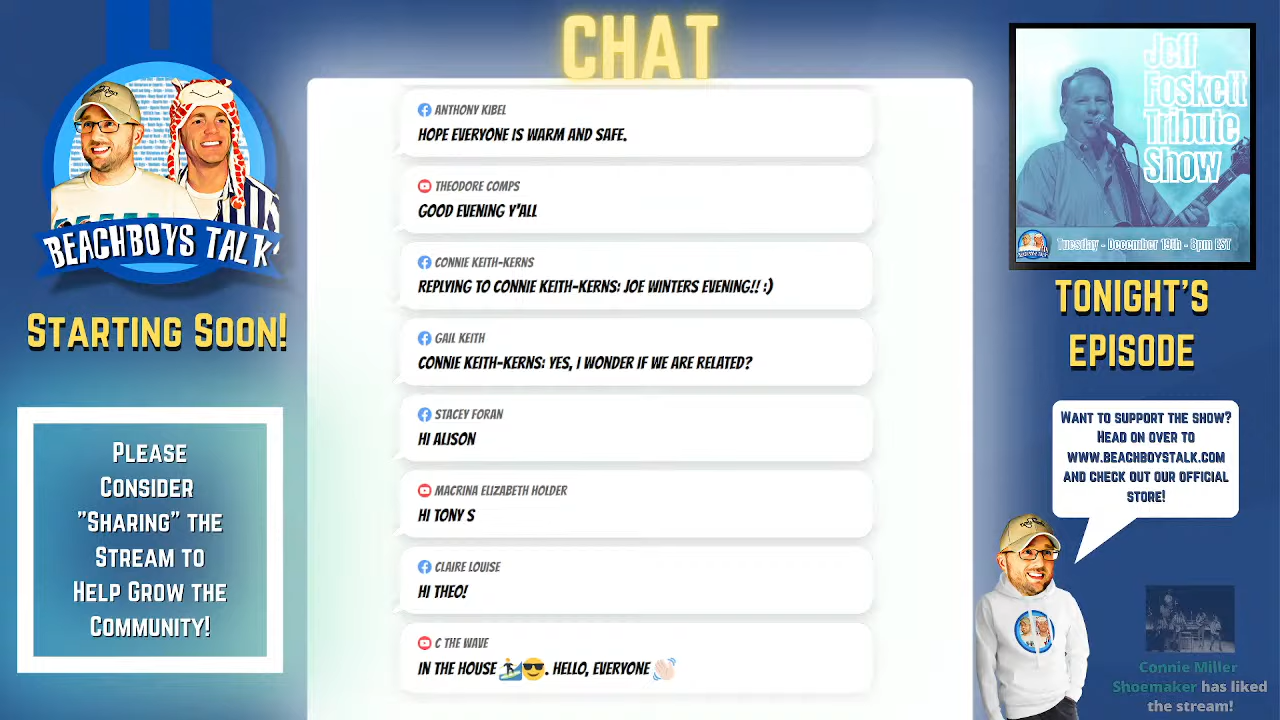 CHAT
BEACHBOYS TALK
STARTING SOON!
PLEASE
CONSIDER
"SHARING" THE
STREAM TO
HELP GROW THE
COMMUNITY!
ANTHONY KIBEL
HOPE EVERYONE IS WARM AND SAFE.
THEODORE COMPS
GOOD EVENING Y'ALL
CONNIE KEITH-KERNS
REPLYING TO CONNIE KEITH-KERNS: JOE WINTERS EVENING!! :)
GAIL KEITH
CONNIE KEITH-KERNS: YES, I WONDER IF WE ARE RELATED?
STACEY FORAN
HI ALISON
MACRINA ELIZABETH HOLDER
HI TONY S
CLAIRE LOUISE
HI THEO!
C THE WAVE
IN THE HOUSE 🏄😎. HELLO, EVERYONE 👋🏻
Jeff
Foskett
Tribute
Show
BEACHBOYS TALK
Tuesday - December 19th - 8pm EST
TONIGHT'S
EPISODE
WANT TO SUPPORT THE SHOW?
HEAD ON OVER TO
WWW.BEACHBOYSTALK.COM
AND CHECK OUT OUR OFFICIAL
STORE!
Connie Miller
Shoemaker has liked
the stream!